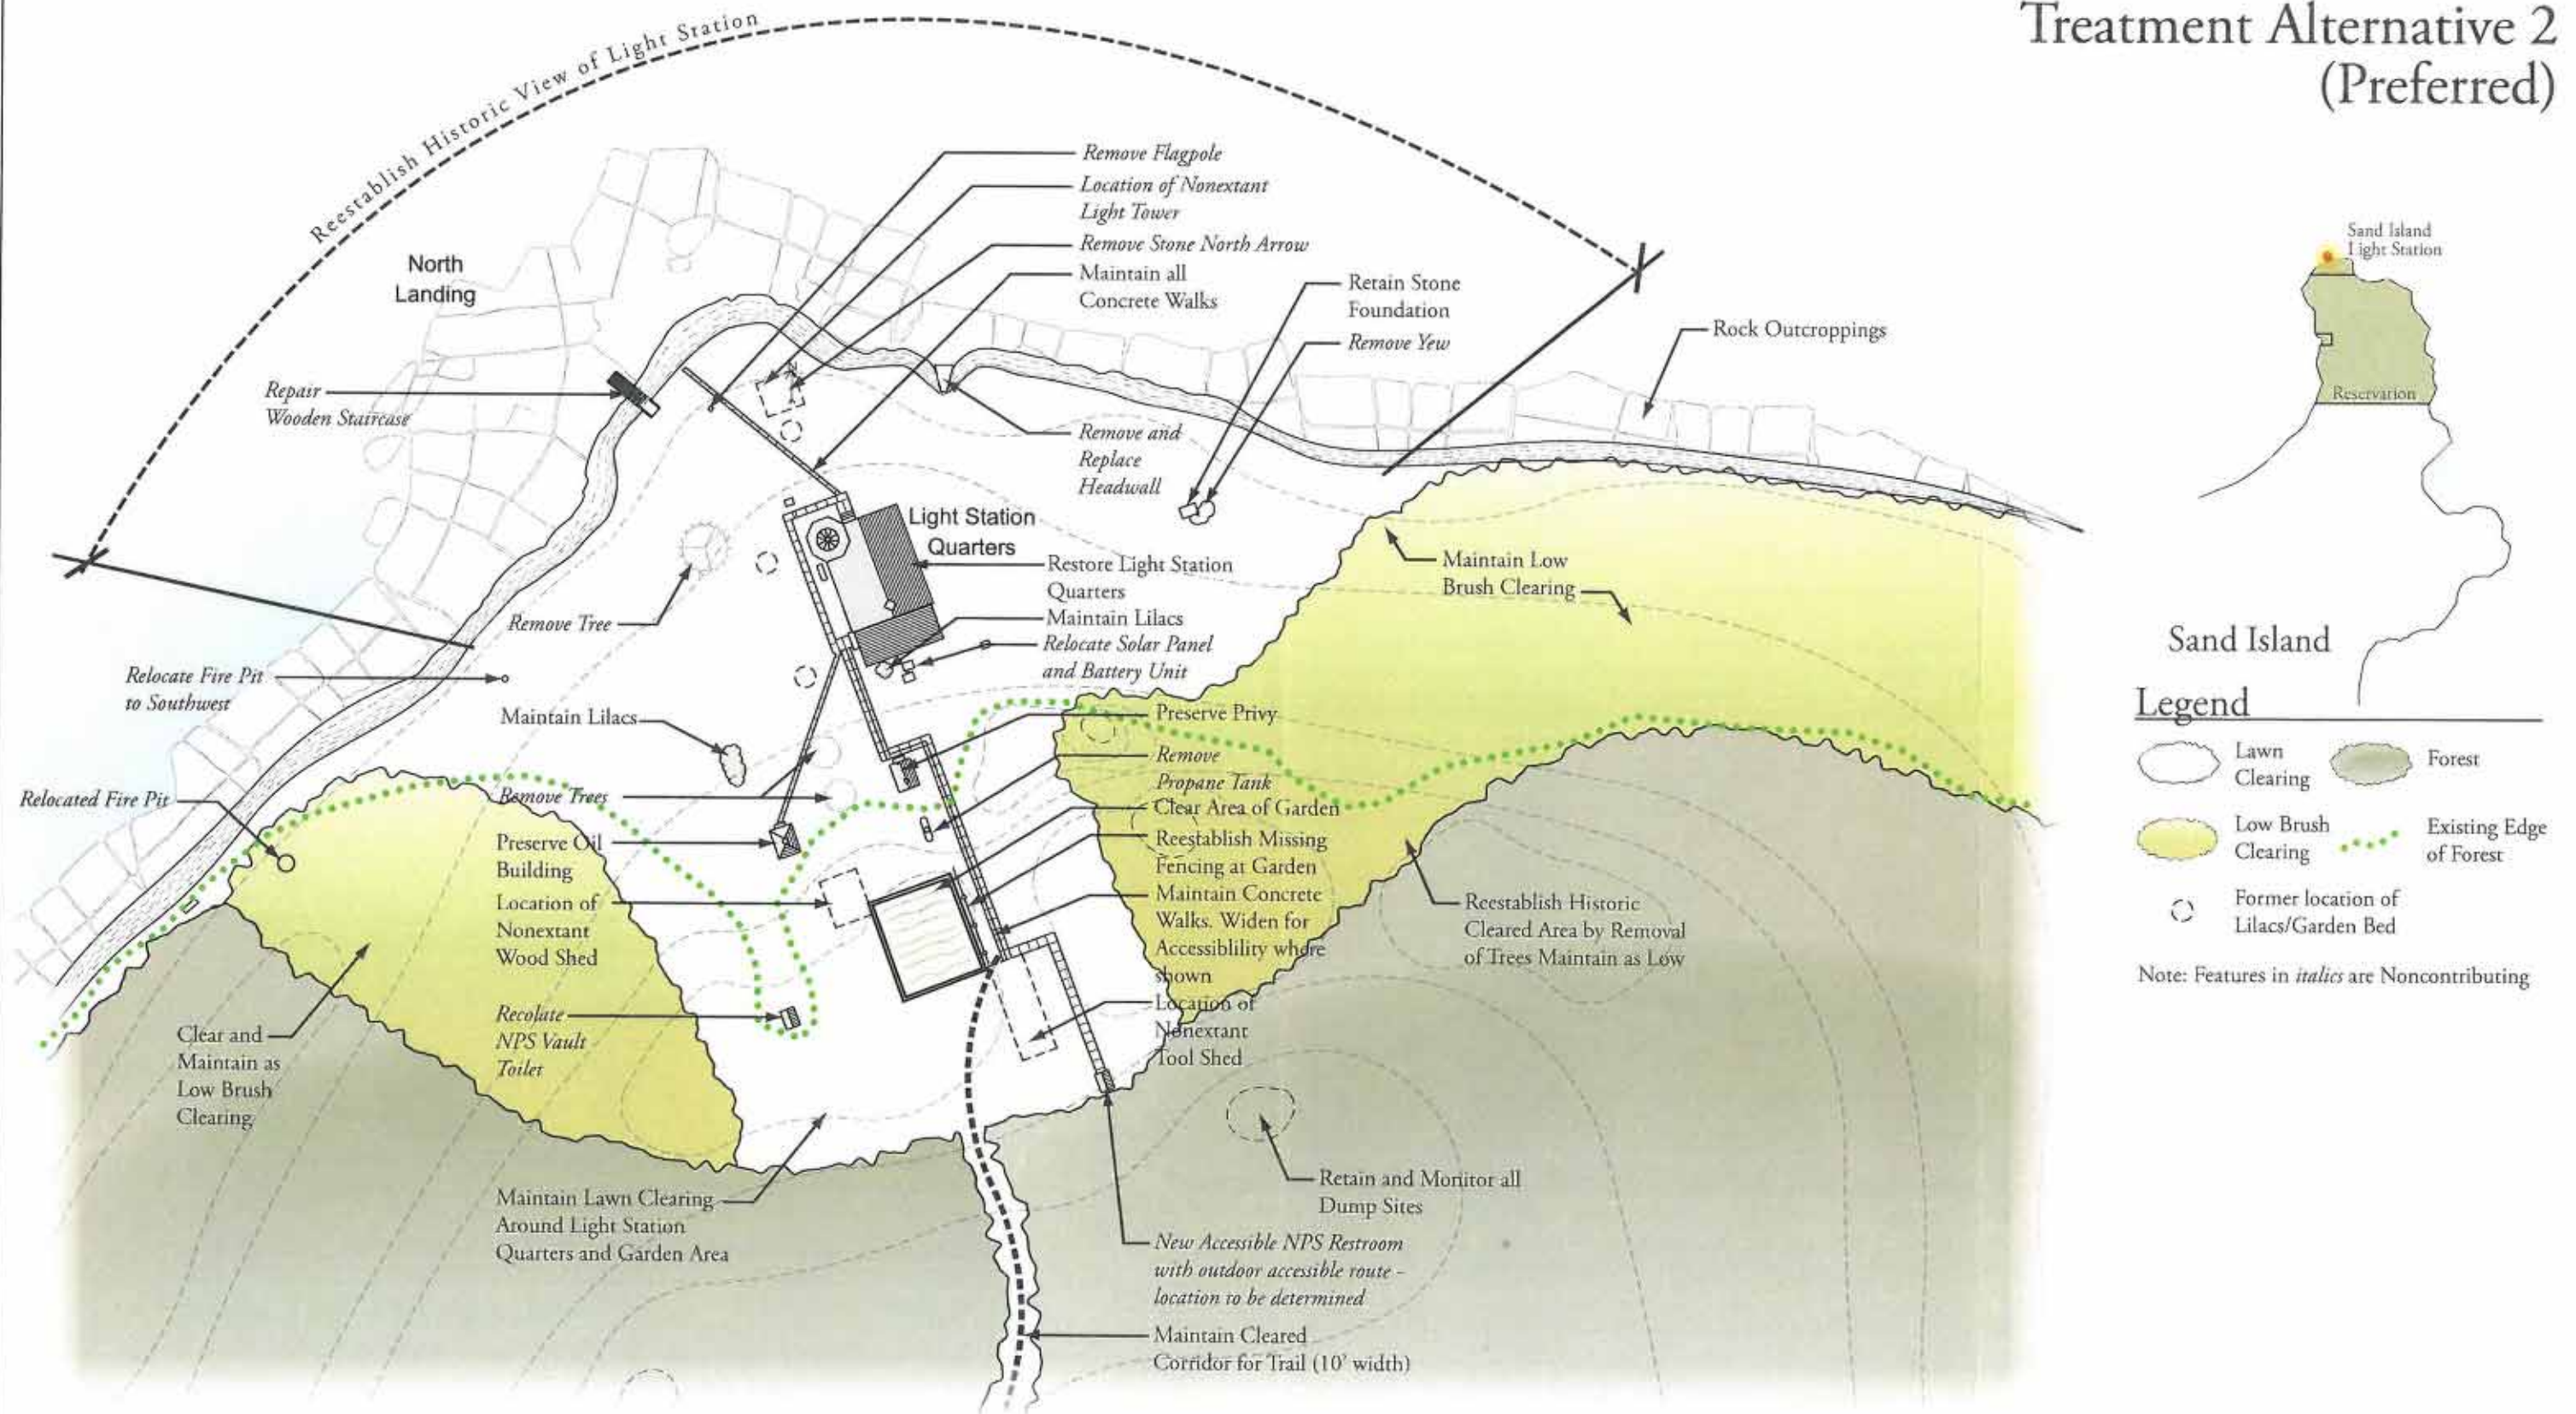 Treatment Alternative 2
(Preferred)
Reestablish Historic View of Light Station
North
Landing
Remove Flagpole
Location of Nonextant
Light Tower
Remove Stone North Arrow
Maintain all
Concrete Walks
Retain Stone
Foundation
Remove Yew
Rock Outcroppings
Repair
Wooden Staircase
Remove and
Replace
Headwall
Light Station
Quarters
Restore Light Station
Quarters
Maintain Lilacs
Relocate Solar Panel
and Battery Unit
Maintain Low
Brush Clearing
Remove Tree
Relocate Fire Pit
to Southwest
Maintain Lilacs
Preserve Privy
Remove
Propane Tank
Remove Trees
Relocated Fire Pit
Clear Area of Garden
Preserve Oil
Building
Reestablish Missing
Fencing at Garden
Location of
Nonextant
Wood Shed
Maintain Concrete
Walks. Widen for
Accessiblility where
shown
Reestablish Historic
Cleared Area by Removal
of Trees Maintain as Low
Recolate
NPS Vault
Toilet
Location of
Nonextant
Tool Shed
Clear and
Maintain as
Low Brush
Clearing
Maintain Lawn Clearing
Around Light Station
Quarters and Garden Area
Retain and Monitor all
Dump Sites
New Accessible NPS Restroom
with outdoor accessible route -
location to be determined
Maintain Cleared
Corridor for Trail (10' width)
Sand Island
Light Station
Reservation
Sand Island
Legend
Lawn
Clearing
Forest
Low Brush
Clearing
Existing Edge
of Forest
Former location of
Lilacs/Garden Bed
Note: Features in italics are Noncontributing